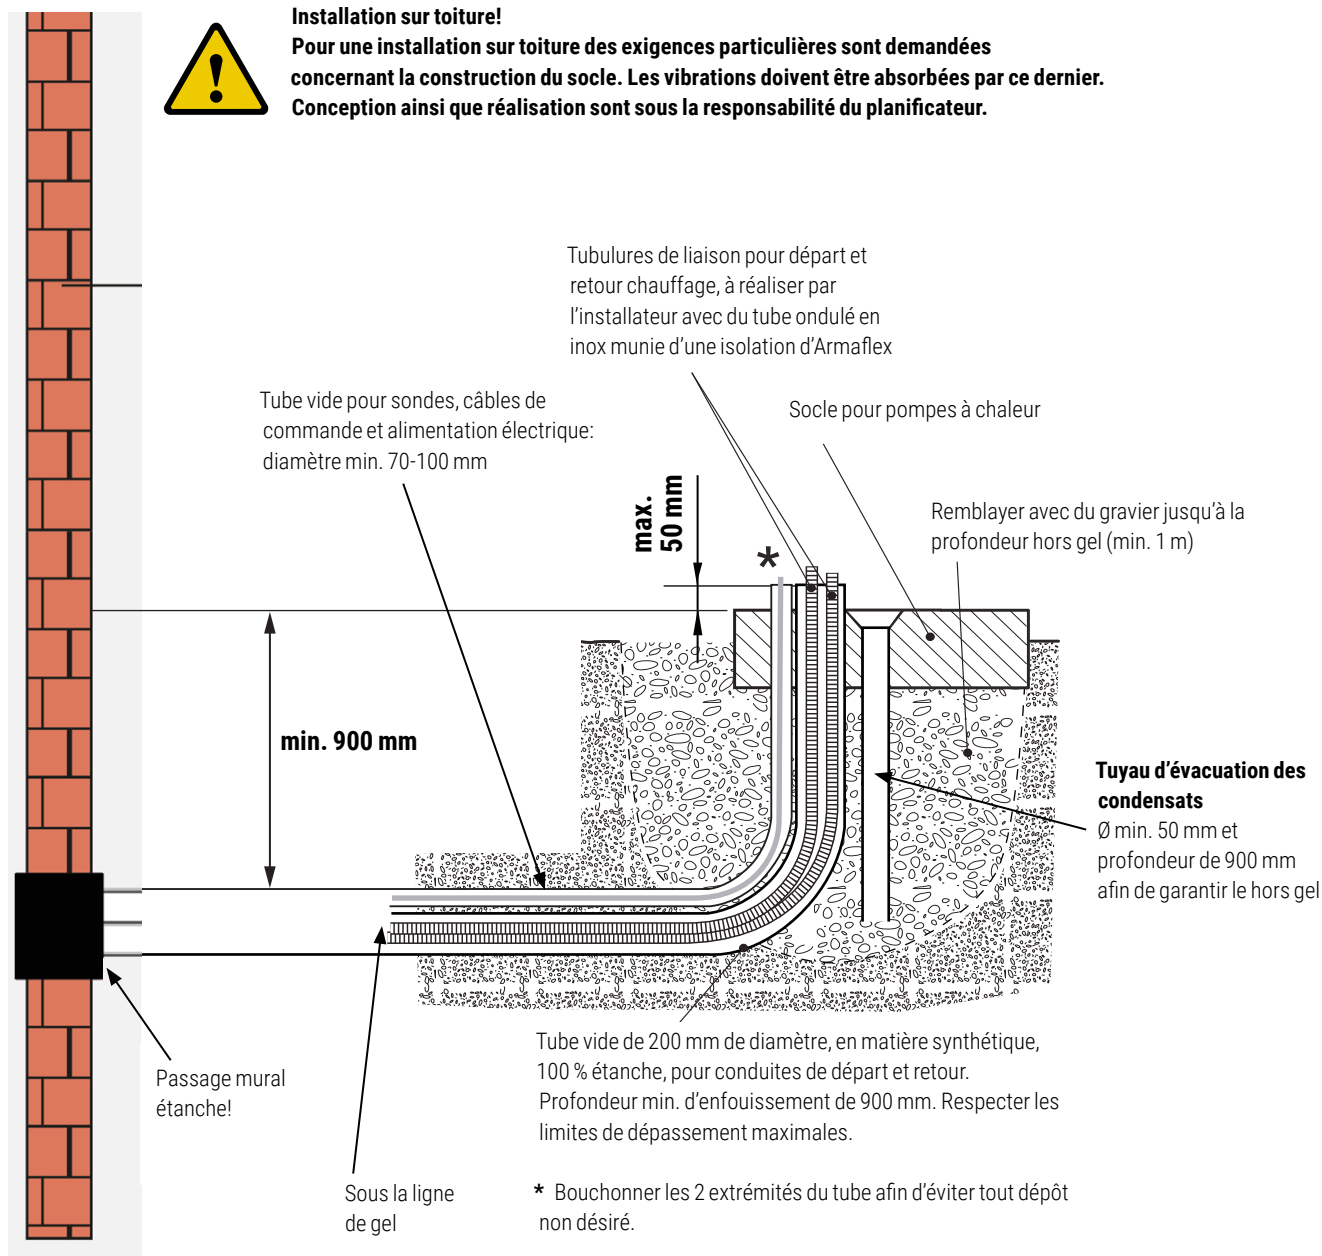 Installation sur toiture!
Pour une installation sur toiture des exigences particulières sont demandées
concernant la construction du socle. Les vibrations doivent être absorbées par ce dernier.
Conception ainsi que réalisation sont sous la responsabilité du planificateur.
Tubulures de liaison pour départ et
retour chauffage, à réaliser par
l’installateur avec du tube ondulé en
inox munie d’une isolation d’Armaflex
Tube vide pour sondes, câbles de
commande et alimentation électrique:
diamètre min. 70-100 mm
Socle pour pompes à chaleur
max.
50 mm
*
Remblayer avec du gravier jusqu’à la
profondeur hors gel (min. 1 m)
min. 900 mm
Tuyau d’évacuation des
condensats
Ø min. 50 mm et
profondeur de 900 mm
afin de garantir le hors gel
Passage mural
étanche!
Tube vide de 200 mm de diamètre, en matière synthétique,
100 % étanche, pour conduites de départ et retour.
Profondeur min. d’enfouissement de 900 mm. Respecter les
limites de dépassement maximales.
Sous la ligne
de gel
* Bouchonner les 2 extrémités du tube afin d’éviter tout dépôt
non désiré.